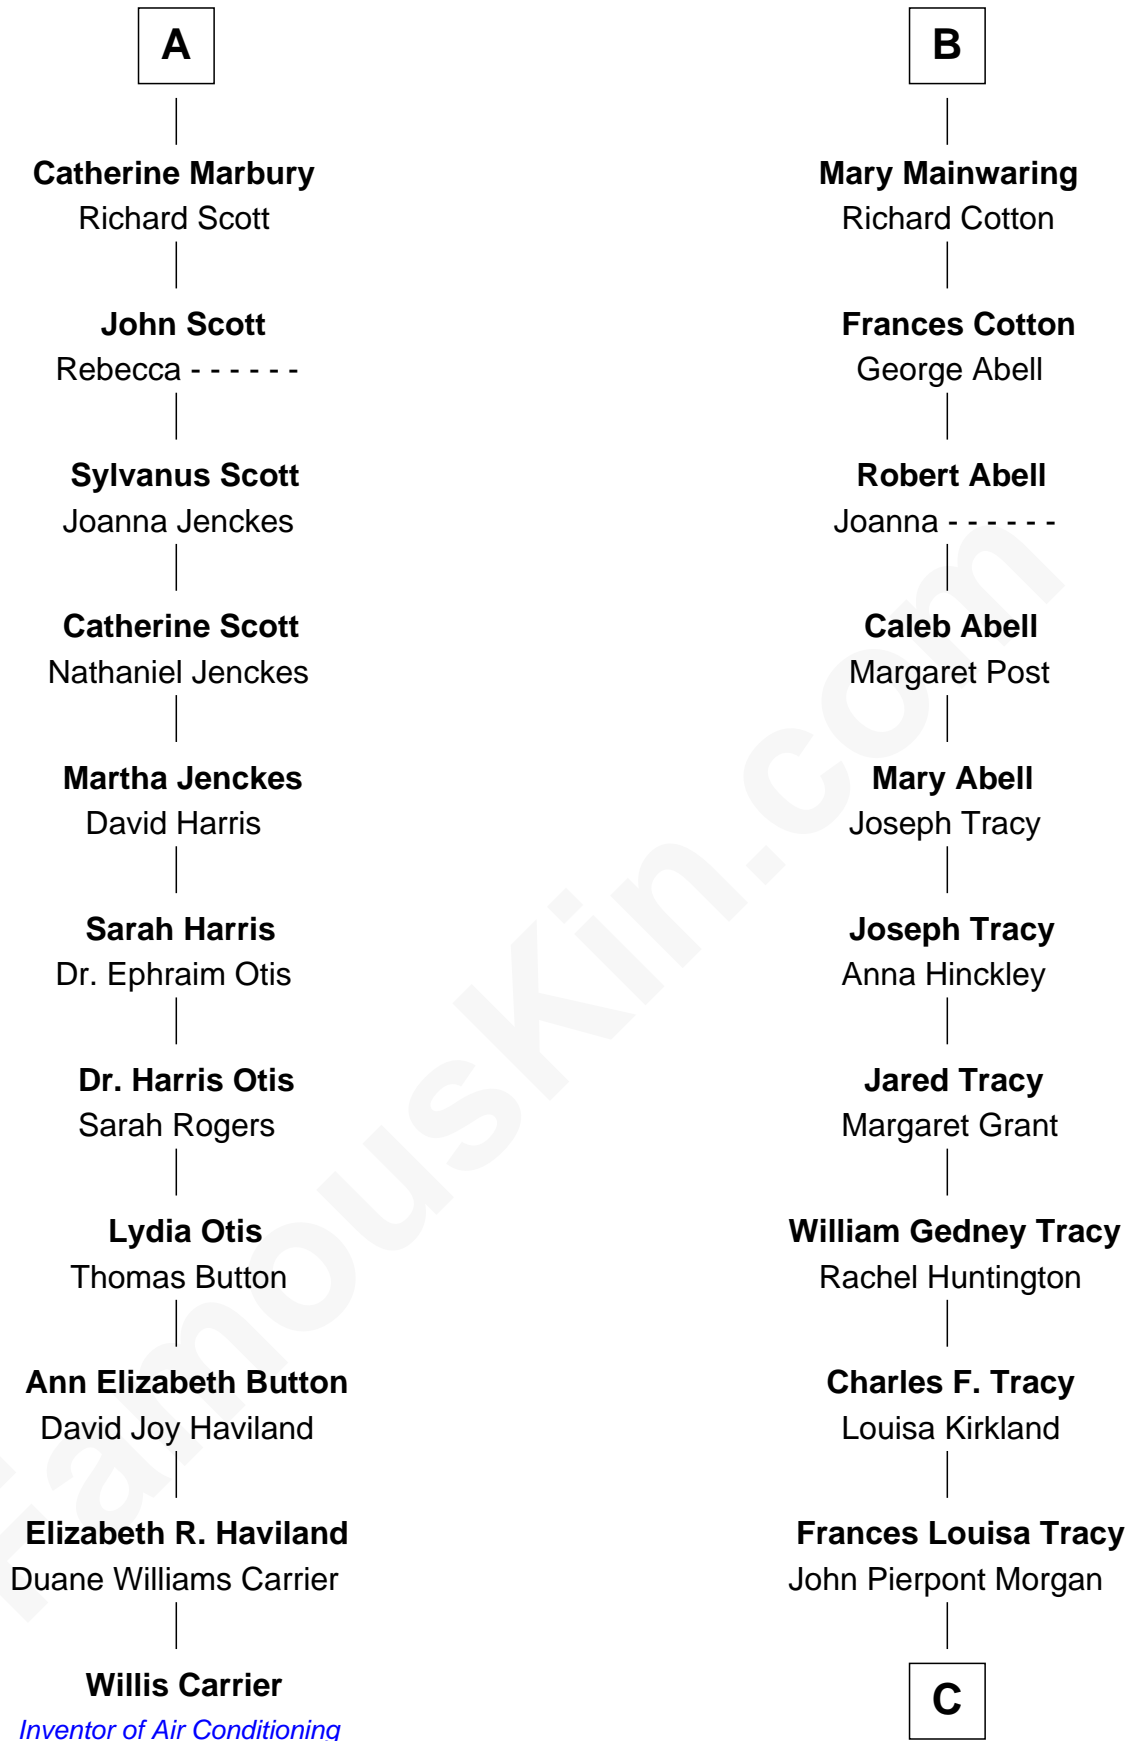 A
Catherine Marbury
Richard Scott
John Scott
Rebecca - - - - - -
Sylvanus Scott
Joanna Jenckes
Catherine Scott
Nathaniel Jenckes
Martha Jenckes
David Harris
Sarah Harris
Dr. Ephraim Otis
Dr. Harris Otis
Sarah Rogers
Lydia Otis
Thomas Button
Ann Elizabeth Button
David Joy Haviland
Elizabeth R. Haviland
Duane Williams Carrier
Willis Carrier
Inventor of Air Conditioning
B
Mary Mainwaring
Richard Cotton
Frances Cotton
George Abell
Robert Abell
Joanna - - - - - -
Caleb Abell
Margaret Post
Mary Abell
Joseph Tracy
Joseph Tracy
Anna Hinckley
Jared Tracy
Margaret Grant
William Gedney Tracy
Rachel Huntington
Charles F. Tracy
Louisa Kirkland
Frances Louisa Tracy
John Pierpont Morgan
C
FamousKin.com